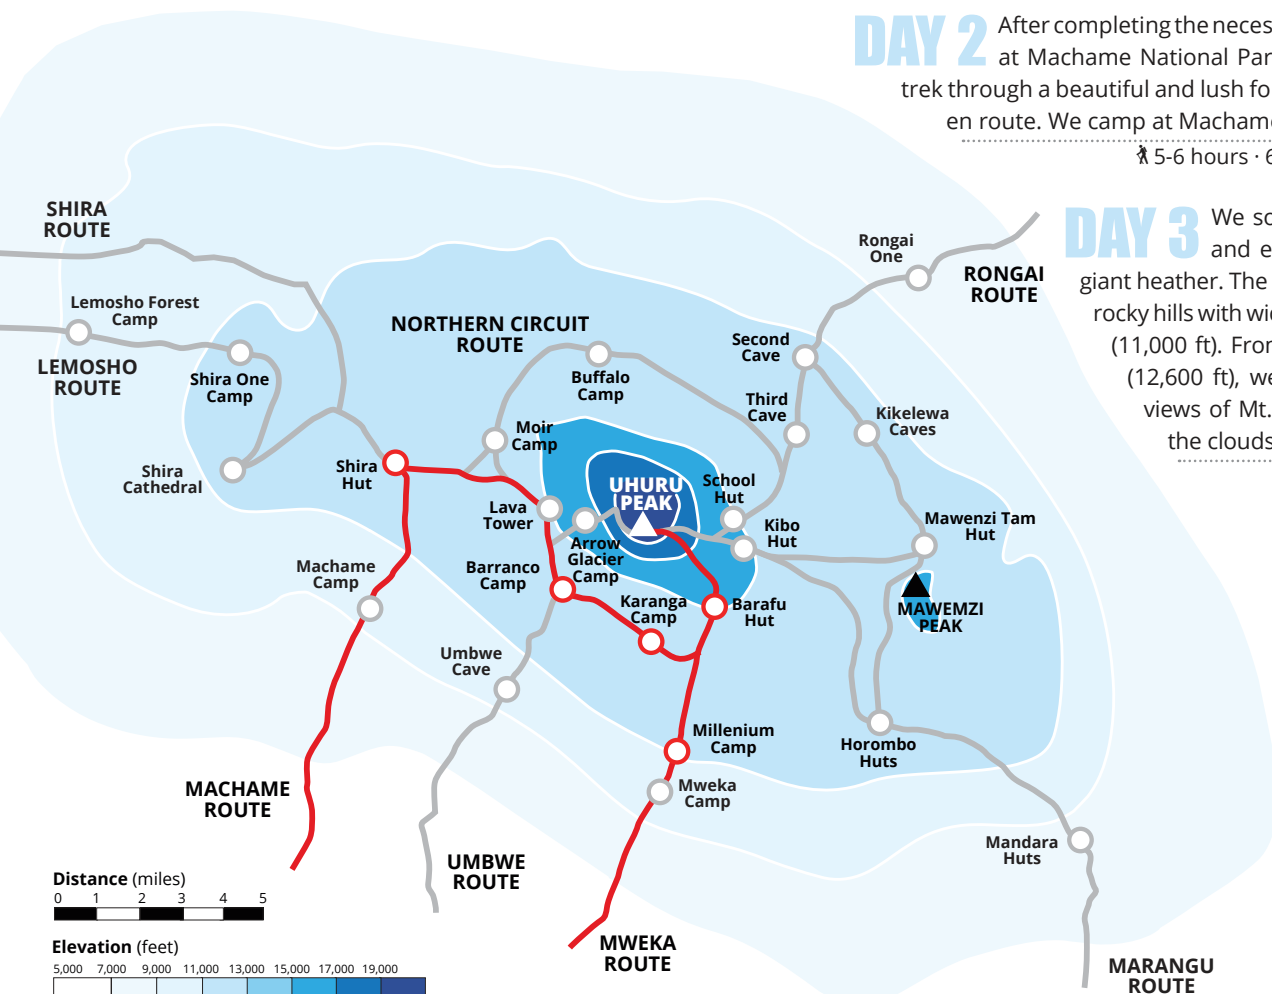 DAY 2
After completing the neces
at Machame National Par
trek through a beautiful and lush fo
en route. We camp at Machame
5-6 hours · 6
DAY 3
We so
and e
giant heather. The
rocky hills with wid
(11,000 ft). From
(12,600 ft), we
views of Mt.
the clouds
SHIRA
ROUTE
Lemosho Forest
Camp
LEMOSHO
ROUTE
Shira One
Camp
Shira
Cathedral
NORTHERN CIRCUIT
ROUTE
Buffalo
Camp
Rongai
One
RONGAI
ROUTE
Second
Cave
Third
Cave
Kikelewa
Caves
Moir
Camp
Shira
Hut
Lava
Tower
UHURU
PEAK
School
Hut
Kibo
Hut
Mawenzi Tam
Hut
Arrow
Glacier
Camp
Barranco
Camp
Machame
Camp
Karanga
Camp
Barafu
Hut
MAWEMZI
PEAK
Umbwe
Cave
Millenium
Camp
Horombo
Huts
Mweka
Camp
MACHAME
ROUTE
Mandara
Huts
UMBWE
ROUTE
MWEKA
ROUTE
MARANGU
ROUTE
Distance (miles)
0 1 2 3 4 5
Elevation (feet)
5,000 7,000 9,000 11,000 13,000 15,000 17,000 19,000